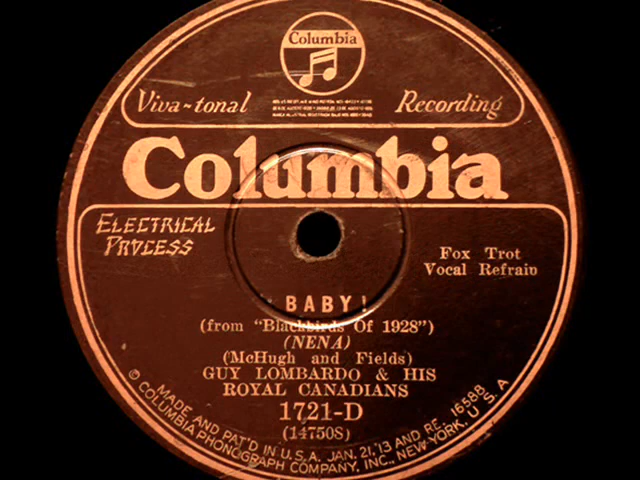 Columbia
Viva-tonal Recording
Columbia
ELECTRICAL
PROCESS
Fox Trot
Vocal Refrain
BABY!
(from "Blackbirds Of 1928")
(NENA)
(McHugh and Fields)
GUY LOMBARDO & HIS
ROYAL CANADIANS
1721-D
(147508)
MADE AND PAT'D IN U.S.A. JAN. 21,'13 AND RE. 16588
© COLUMBIA PHONOGRAPH COMPANY, INC., NEW YORK, U.S.A